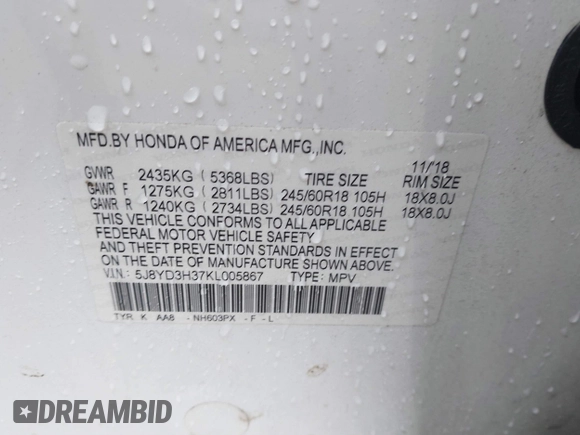 MFD.BY HONDA OF AMERICA MFG.,INC.
11/'18
GVWR 2435KG ( 5368LBS) TIRE SIZE RIM SIZE
GAWR F 1275KG ( 2811LBS) 245/60R18 105H 18X8.0J
GAWR R 1240KG ( 2734LBS) 245/60R18 105H 18X8.0J
THIS VEHICLE CONFORMS TO ALL APPLICABLE
FEDERAL MOTOR VEHICLE SAFETY
AND THEFT PREVENTION STANDARDS IN EFFECT
ON THE DATE OF MANUFACTURE SHOWN ABOVE.
V.I.N: 5J8YD3H37KL005867 TYPE: MPV
TYR K AA8 -NH603PX -F -L
DREAMBID